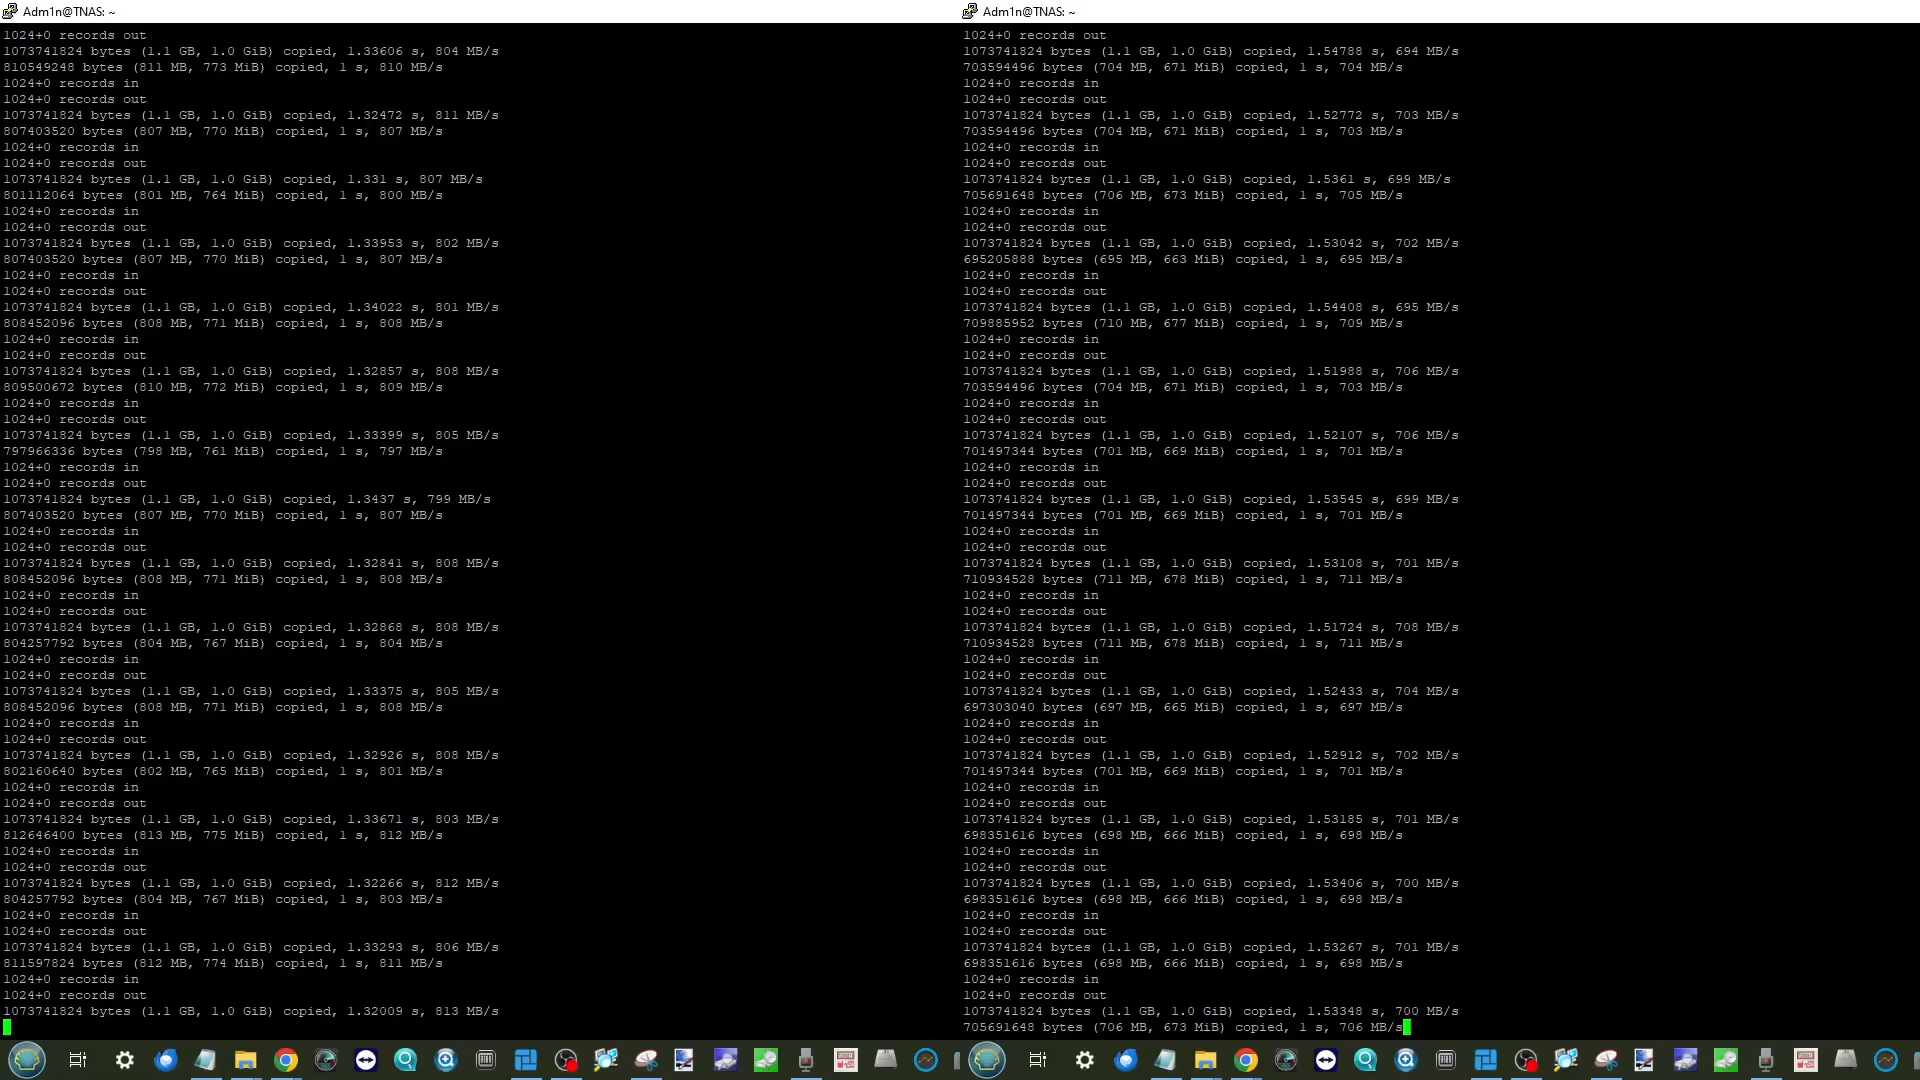 Adm1n@TNAS: ~
1024+0 records out
1073741824 bytes (1.1 GB, 1.0 GiB) copied, 1.33606 s, 804 MB/s
810549248 bytes (811 MB, 773 MiB) copied, 1 s, 810 MB/s
1024+0 records in
1024+0 records out
1073741824 bytes (1.1 GB, 1.0 GiB) copied, 1.32472 s, 811 MB/s
807403520 bytes (807 MB, 770 MiB) copied, 1 s, 807 MB/s
1024+0 records in
1024+0 records out
1073741824 bytes (1.1 GB, 1.0 GiB) copied, 1.331 s, 807 MB/s
801112064 bytes (801 MB, 764 MiB) copied, 1 s, 800 MB/s
1024+0 records in
1024+0 records out
1073741824 bytes (1.1 GB, 1.0 GiB) copied, 1.33953 s, 802 MB/s
807403520 bytes (807 MB, 770 MiB) copied, 1 s, 807 MB/s
1024+0 records in
1024+0 records out
1073741824 bytes (1.1 GB, 1.0 GiB) copied, 1.34022 s, 801 MB/s
808452096 bytes (808 MB, 771 MiB) copied, 1 s, 808 MB/s
1024+0 records in
1024+0 records out
1073741824 bytes (1.1 GB, 1.0 GiB) copied, 1.32857 s, 808 MB/s
809500672 bytes (810 MB, 772 MiB) copied, 1 s, 809 MB/s
1024+0 records in
1024+0 records out
1073741824 bytes (1.1 GB, 1.0 GiB) copied, 1.33399 s, 805 MB/s
797966336 bytes (798 MB, 761 MiB) copied, 1 s, 797 MB/s
1024+0 records in
1024+0 records out
1073741824 bytes (1.1 GB, 1.0 GiB) copied, 1.3437 s, 799 MB/s
807403520 bytes (807 MB, 770 MiB) copied, 1 s, 807 MB/s
1024+0 records in
1024+0 records out
1073741824 bytes (1.1 GB, 1.0 GiB) copied, 1.32841 s, 808 MB/s
808452096 bytes (808 MB, 771 MiB) copied, 1 s, 808 MB/s
1024+0 records in
1024+0 records out
1073741824 bytes (1.1 GB, 1.0 GiB) copied, 1.32868 s, 808 MB/s
804257792 bytes (804 MB, 767 MiB) copied, 1 s, 804 MB/s
1024+0 records in
1024+0 records out
1073741824 bytes (1.1 GB, 1.0 GiB) copied, 1.33375 s, 805 MB/s
808452096 bytes (808 MB, 771 MiB) copied, 1 s, 808 MB/s
1024+0 records in
1024+0 records out
1073741824 bytes (1.1 GB, 1.0 GiB) copied, 1.32926 s, 808 MB/s
802160640 bytes (802 MB, 765 MiB) copied, 1 s, 801 MB/s
1024+0 records in
1024+0 records out
1073741824 bytes (1.1 GB, 1.0 GiB) copied, 1.33671 s, 803 MB/s
812646400 bytes (813 MB, 775 MiB) copied, 1 s, 812 MB/s
1024+0 records in
1024+0 records out
1073741824 bytes (1.1 GB, 1.0 GiB) copied, 1.32266 s, 812 MB/s
804257792 bytes (804 MB, 767 MiB) copied, 1 s, 803 MB/s
1024+0 records in
1024+0 records out
1073741824 bytes (1.1 GB, 1.0 GiB) copied, 1.33293 s, 806 MB/s
811597824 bytes (812 MB, 774 MiB) copied, 1 s, 811 MB/s
1024+0 records in
1024+0 records out
1073741824 bytes (1.1 GB, 1.0 GiB) copied, 1.32009 s, 813 MB/s
Adm1n@TNAS: ~
1024+0 records out
1073741824 bytes (1.1 GB, 1.0 GiB) copied, 1.54788 s, 694 MB/s
703594496 bytes (704 MB, 671 MiB) copied, 1 s, 704 MB/s
1024+0 records in
1024+0 records out
1073741824 bytes (1.1 GB, 1.0 GiB) copied, 1.52772 s, 703 MB/s
703594496 bytes (704 MB, 671 MiB) copied, 1 s, 703 MB/s
1024+0 records in
1024+0 records out
1073741824 bytes (1.1 GB, 1.0 GiB) copied, 1.5361 s, 699 MB/s
705691648 bytes (706 MB, 673 MiB) copied, 1 s, 705 MB/s
1024+0 records in
1024+0 records out
1073741824 bytes (1.1 GB, 1.0 GiB) copied, 1.53042 s, 702 MB/s
695205888 bytes (695 MB, 663 MiB) copied, 1 s, 695 MB/s
1024+0 records in
1024+0 records out
1073741824 bytes (1.1 GB, 1.0 GiB) copied, 1.54408 s, 695 MB/s
709885952 bytes (710 MB, 677 MiB) copied, 1 s, 709 MB/s
1024+0 records in
1024+0 records out
1073741824 bytes (1.1 GB, 1.0 GiB) copied, 1.51988 s, 706 MB/s
703594496 bytes (704 MB, 671 MiB) copied, 1 s, 703 MB/s
1024+0 records in
1024+0 records out
1073741824 bytes (1.1 GB, 1.0 GiB) copied, 1.52107 s, 706 MB/s
701497344 bytes (701 MB, 669 MiB) copied, 1 s, 701 MB/s
1024+0 records in
1024+0 records out
1073741824 bytes (1.1 GB, 1.0 GiB) copied, 1.53545 s, 699 MB/s
701497344 bytes (701 MB, 669 MiB) copied, 1 s, 701 MB/s
1024+0 records in
1024+0 records out
1073741824 bytes (1.1 GB, 1.0 GiB) copied, 1.53108 s, 701 MB/s
710934528 bytes (711 MB, 678 MiB) copied, 1 s, 711 MB/s
1024+0 records in
1024+0 records out
1073741824 bytes (1.1 GB, 1.0 GiB) copied, 1.51724 s, 708 MB/s
710934528 bytes (711 MB, 678 MiB) copied, 1 s, 711 MB/s
1024+0 records in
1024+0 records out
1073741824 bytes (1.1 GB, 1.0 GiB) copied, 1.52433 s, 704 MB/s
697303040 bytes (697 MB, 665 MiB) copied, 1 s, 697 MB/s
1024+0 records in
1024+0 records out
1073741824 bytes (1.1 GB, 1.0 GiB) copied, 1.52912 s, 702 MB/s
701497344 bytes (701 MB, 669 MiB) copied, 1 s, 701 MB/s
1024+0 records in
1024+0 records out
1073741824 bytes (1.1 GB, 1.0 GiB) copied, 1.53185 s, 701 MB/s
698351616 bytes (698 MB, 666 MiB) copied, 1 s, 698 MB/s
1024+0 records in
1024+0 records out
1073741824 bytes (1.1 GB, 1.0 GiB) copied, 1.53406 s, 700 MB/s
698351616 bytes (698 MB, 666 MiB) copied, 1 s, 698 MB/s
1024+0 records in
1024+0 records out
1073741824 bytes (1.1 GB, 1.0 GiB) copied, 1.53267 s, 701 MB/s
698351616 bytes (698 MB, 666 MiB) copied, 1 s, 698 MB/s
1024+0 records in
1024+0 records out
1073741824 bytes (1.1 GB, 1.0 GiB) copied, 1.53348 s, 700 MB/s
705691648 bytes (706 MB, 673 MiB) copied, 1 s, 706 MB/s